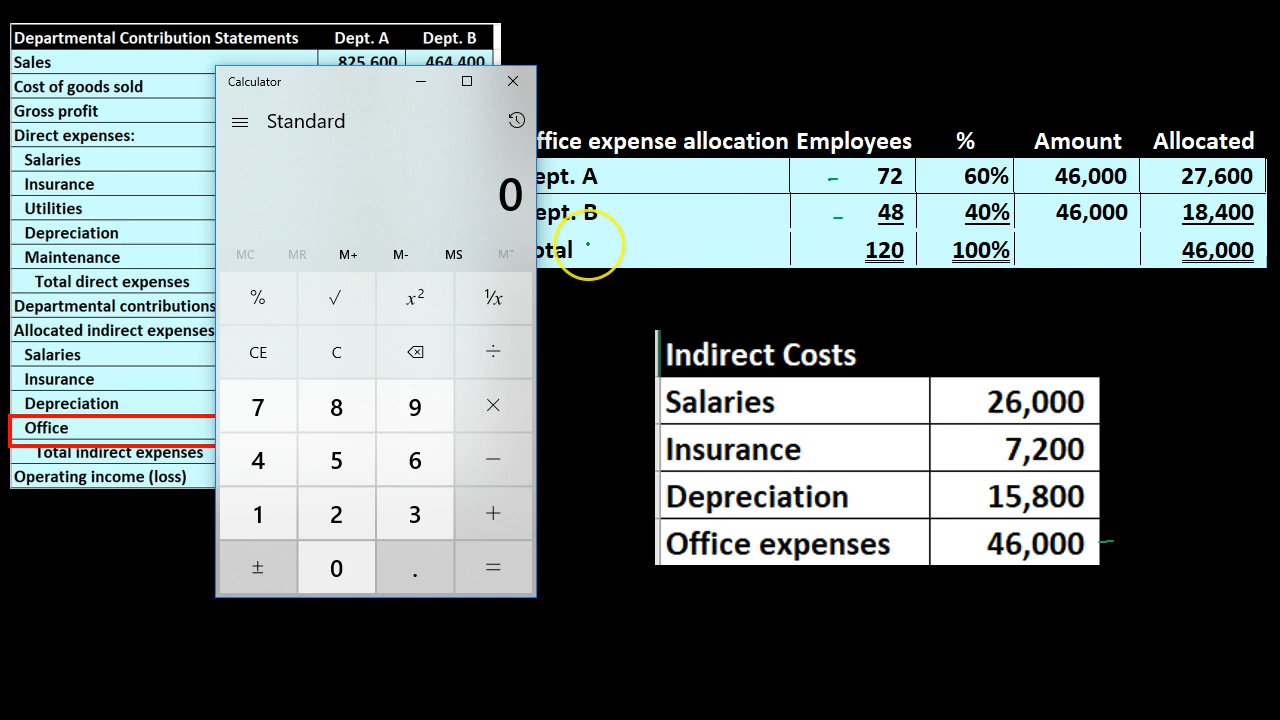 Departmental Contribution Statements Dept. A Dept. B
Sales 825,600 464,400
Cost of goods sold
Gross profit
Direct expenses:
Salaries
Insurance
Utilities
Depreciation
Maintenance
Total direct expenses
Departmental contributions
Allocated indirect expenses
Salaries
Insurance
Depreciation
Office
Total indirect expenses
Operating income (loss)
Calculator
Standard
0
MC MR M+ M- MS M˅
% √ x² ¹/x
CE C ⌫ ÷
7 8 9 ×
4 5 6 −
1 2 3 +
± 0 . =
ffice expense allocation Employees % Amount Allocated
ept. A 72 60% 46,000 27,600
ept. B 48 40% 46,000 18,400
otal 120 100% 46,000
Indirect Costs
Salaries 26,000
Insurance 7,200
Depreciation 15,800
Office expenses 46,000